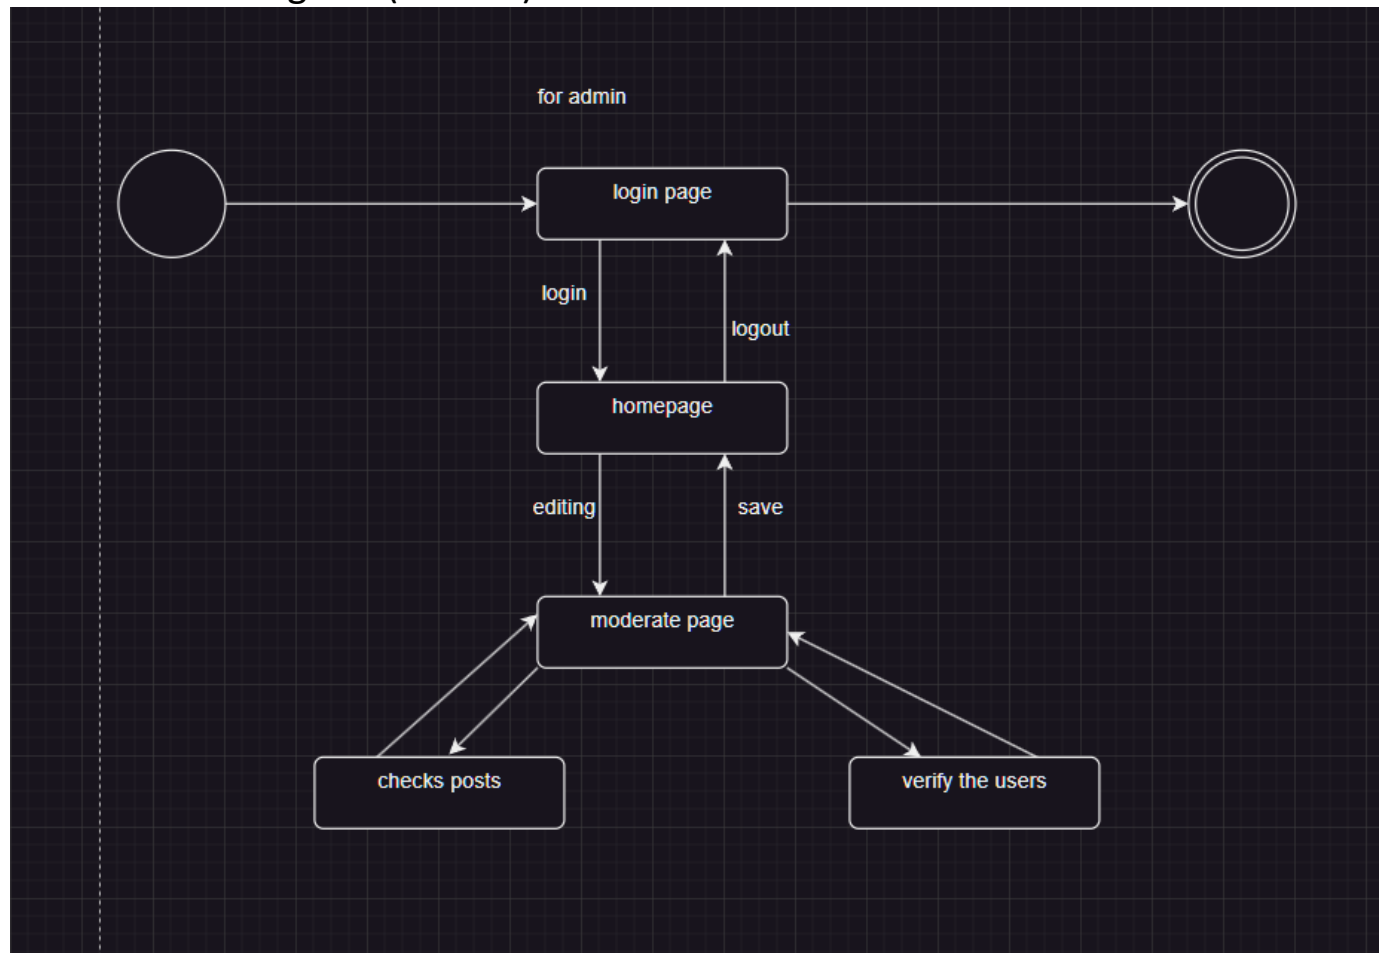 for admin
login page
login
logout
homepage
editing
save
moderate page
checks posts
verify the users